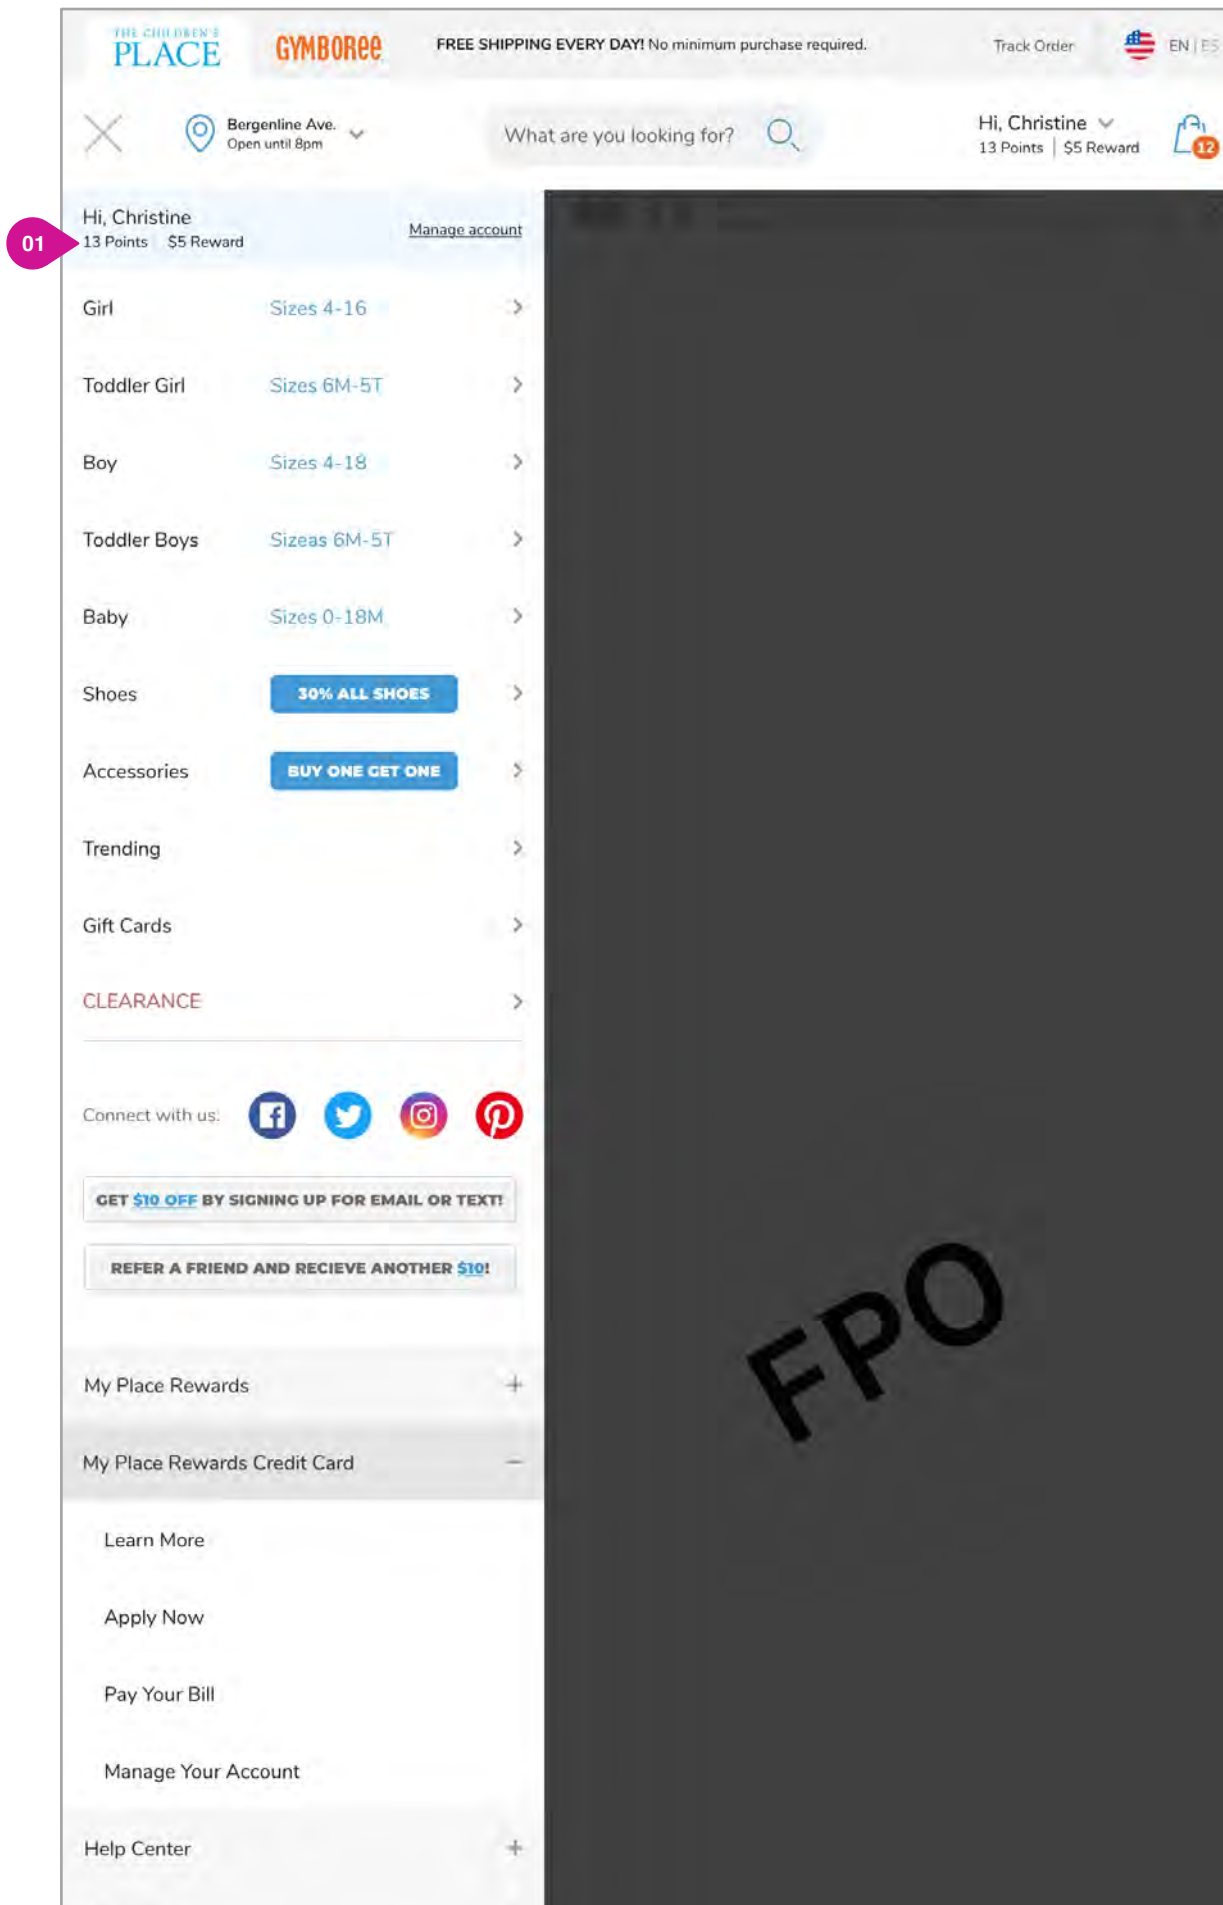 THE CHILDREN'S
PLACE
GYMBOREE
FREE SHIPPING EVERY DAY! No minimum purchase required.
Track Order
EN | ES
Bergenline Ave.
Open until 8pm
What are you looking for?
Hi, Christine
13 Points | $5 Reward
12
01
Hi, Christine
13 Points | $5 Reward
Manage account
Girl Sizes 4-16
Toddler Girl Sizes 6M-5T
Boy Sizes 4-18
Toddler Boys Sizeas 6M-5T
Baby Sizes 0-18M
Shoes 30% ALL SHOES
Accessories BUY ONE GET ONE
Trending
Gift Cards
CLEARANCE
Connect with us:
GET $10 OFF BY SIGNING UP FOR EMAIL OR TEXT!
REFER A FRIEND AND RECIEVE ANOTHER $10!
FPO
My Place Rewards +
My Place Rewards Credit Card −
Learn More
Apply Now
Pay Your Bill
Manage Your Account
Help Center +